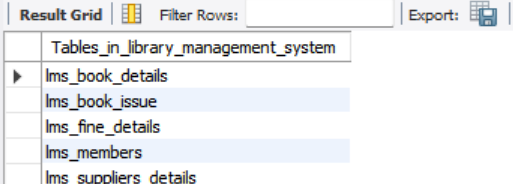 Result Grid Filter Rows: Export:
Tables_in_library_management_system
lms_book_details
lms_book_issue
lms_fine_details
lms_members
lms_suppliers_details